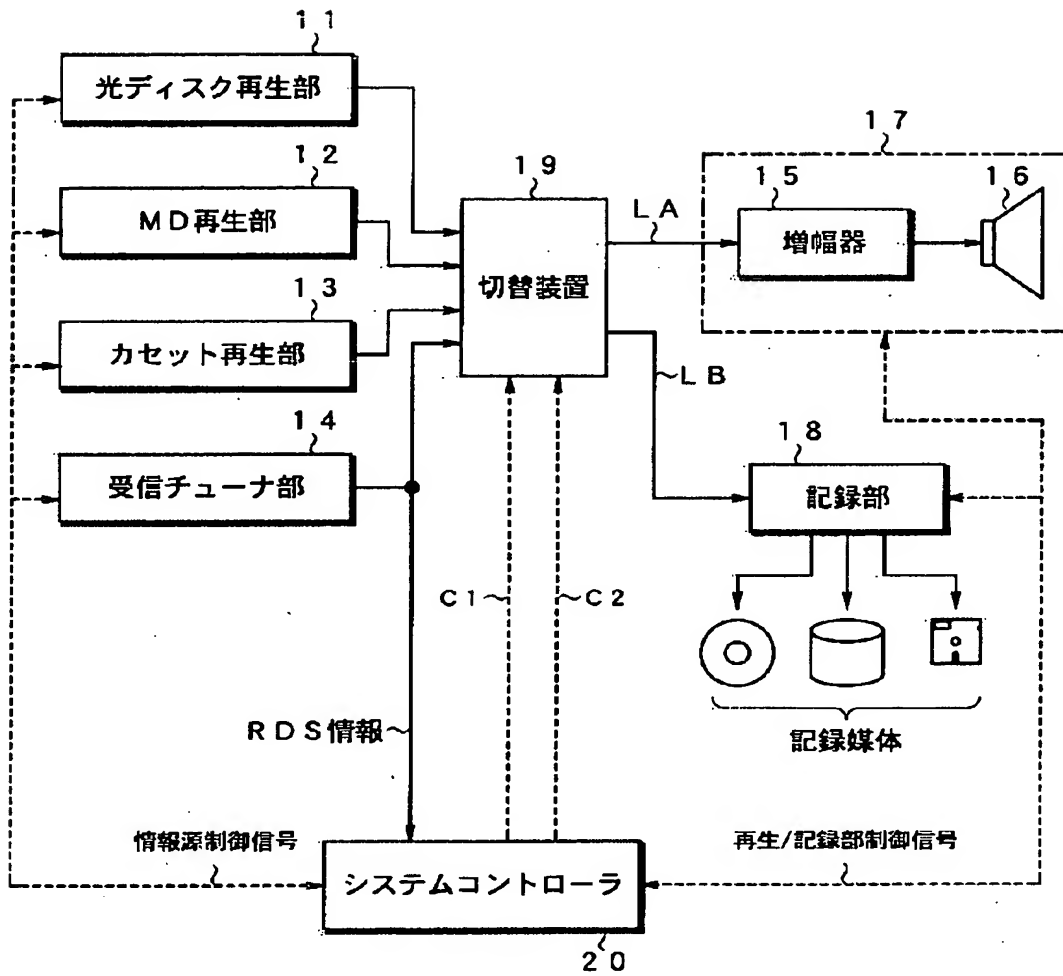 11
光ディスク再生部
12
MD再生部
13
カセット再生部
14
受信チューナ部
19
切替装置
LA
LB
17
15
増幅器
16
18
記録部
記録媒体
C1
C2
RDS情報
情報源制御信号
再生/記録部制御信号
システムコントローラ
20